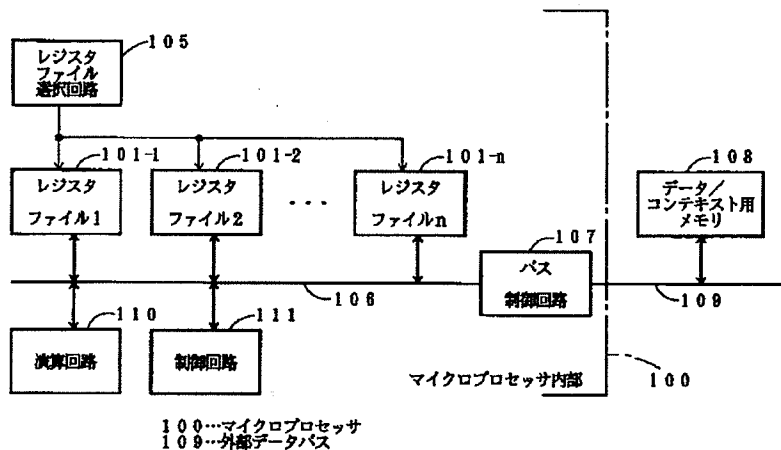 105
レジスタ
ファイル
選択回路
101-1
101-2
101-n
108
レジスタ
ファイル1
レジスタ
ファイル2
...
レジスタ
ファイルn
データ/
コンテキスト用
メモリ
107
バス
制御回路
106
109
110
111
演算回路
制御回路
マイクロプロセッサ内部
100
100…マイクロプロセッサ
109…外部データバス